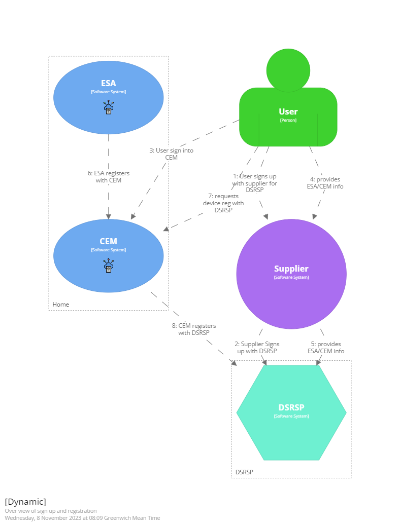 ESA
[Software System]
User
[Person]
3: User sign into
CEM
6: ESA registers
with CEM
1: User signs up
with supplier for
DSRSP
4: provides
ESA/CEM info
7: requests
device reg with
DSRSP
CEM
[Software System]
Supplier
[Software System]
Home
8: CEM registers
with DSRSP
2: Supplier Signs
up with DSRSP
5: provides
ESA/CEM info
DSRSP
[Software System]
DSRSP
[Dynamic]
Over view of sign up and registration
Wednesday, 8 November 2023 at 08:09 Greenwich Mean Time